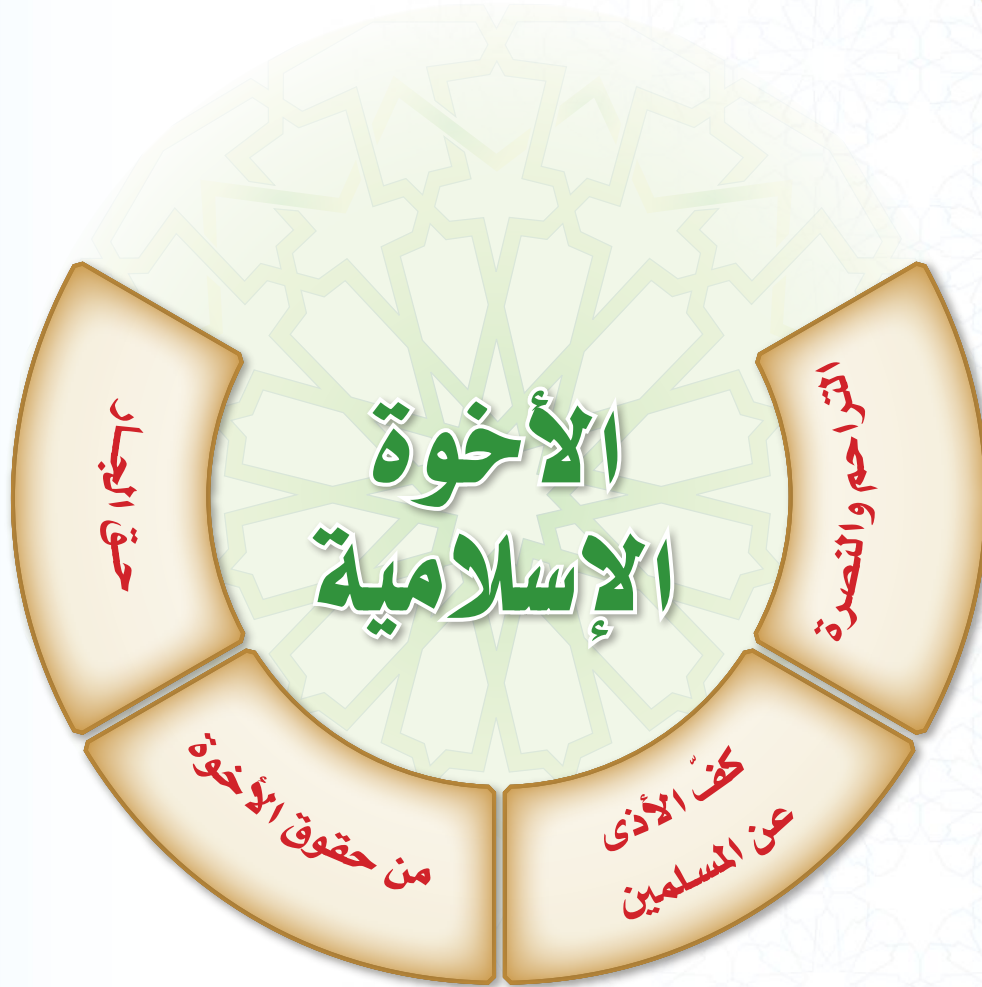 الأخوة
الإسلامية
التراحم والنصرة
كفّ الأذى
عن المسلمين
من حقوق الأخوة
حق الجار